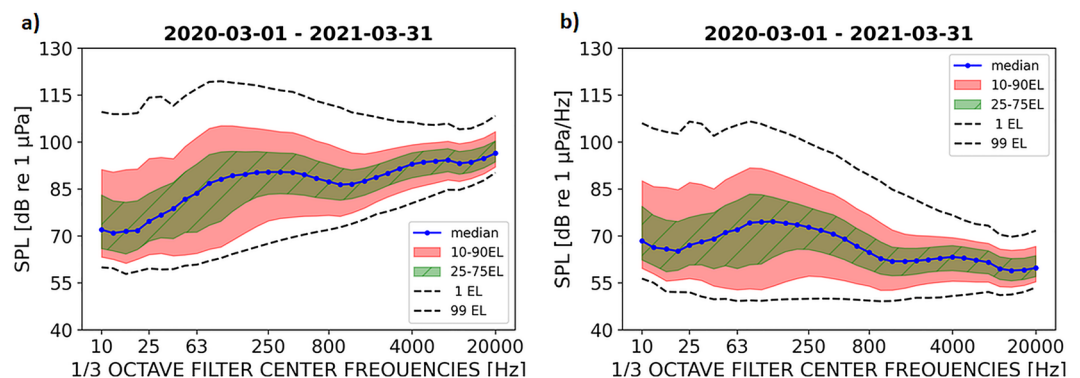 a)
2020-03-01 - 2021-03-31
SPL [dB re 1 µPa]
130
115
100
85
70
55
40
median
10-90EL
25-75EL
1 EL
99 EL
10 25 63 250 800 4000 20000
1/3 OCTAVE FILTER CENTER FREQUENCIES [Hz]
b)
2020-03-01 - 2021-03-31
SPL [dB re 1 µPa/Hz]
130
115
100
85
70
55
40
median
10-90EL
25-75EL
1 EL
99 EL
10 25 63 250 800 4000 20000
1/3 OCTAVE FILTER CENTER FREQUENCIES [Hz]